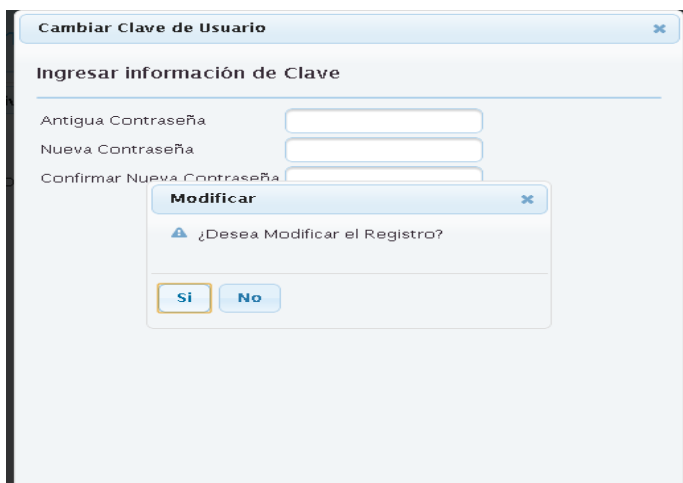 Cambiar Clave de Usuario
Ingresar información de Clave
Antigua Contraseña
Nueva Contraseña
Confirmar Nueva Contraseña
Modificar
¿Desea Modificar el Registro?
Si No